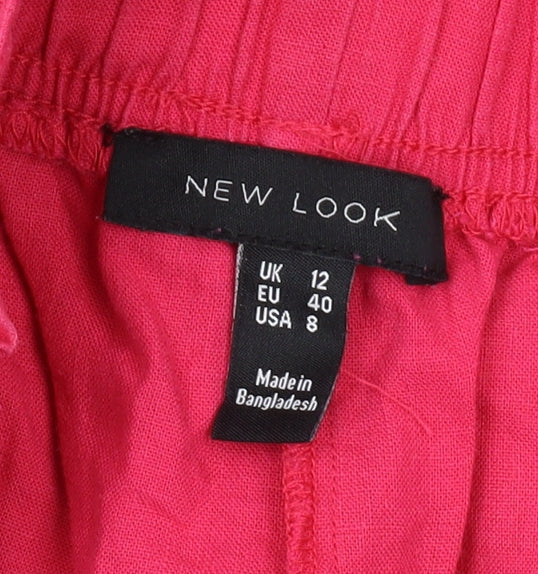 NEW LOOK
UK 12
EU 40
USA 8
Made in
Bangladesh